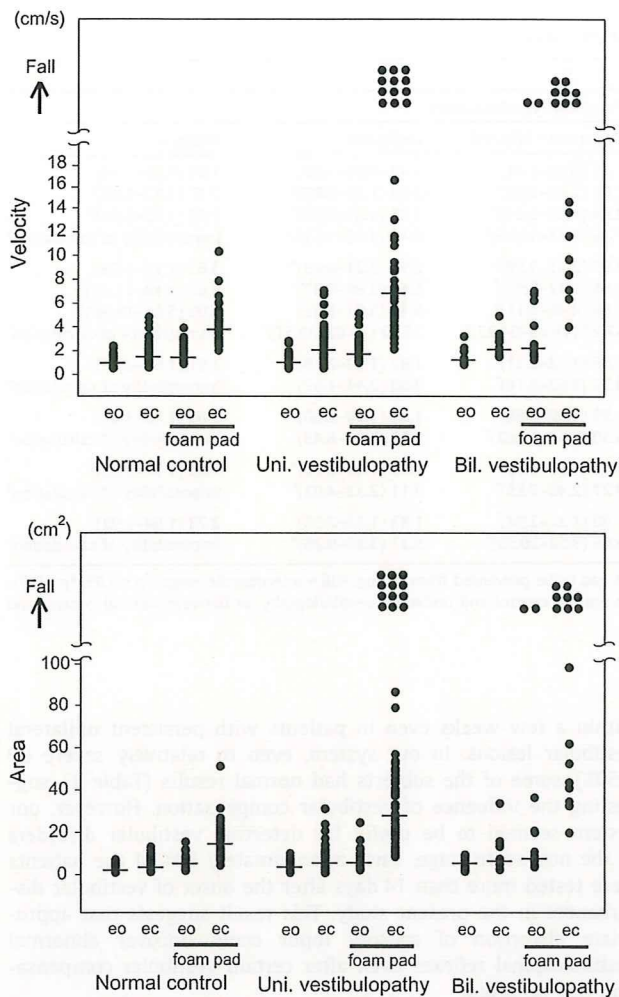 (cm/s)
Fall
18
16
14
12
10
8
6
4
2
0
Velocity
eo ec eo ec eo ec eo ec eo ec eo ec
foam pad foam pad foam pad
Normal control Uni. vestibulopathy Bil. vestibulopathy
(cm²)
Fall
100
80
60
40
20
0
Area
eo ec eo ec eo ec eo ec eo ec eo ec
foam pad foam pad foam pad
Normal control Uni. vestibulopathy Bil. vestibulopathy